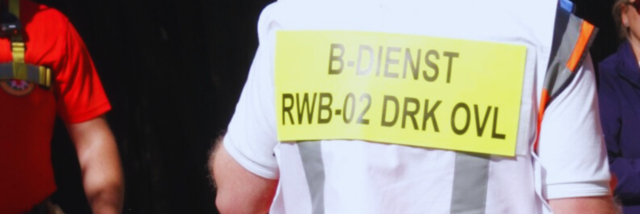 B-DIENST
RWB-02 DRK OVL